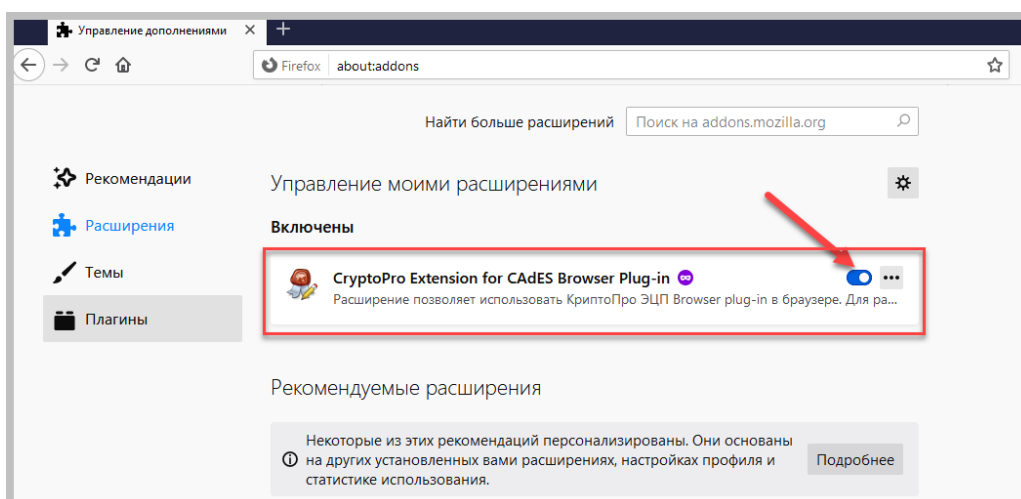 Управление дополнениями
Firefox about:addons
Найти больше расширений Поиск на addons.mozilla.org
Рекомендации
Расширения
Темы
Плагины
Управление моими расширениями
Включены
CryptoPro Extension for CAdES Browser Plug-in
Расширение позволяет использовать КриптоПро ЭЦП Browser plug-in в браузере. Для ра...
Рекомендуемые расширения
Некоторые из этих рекомендаций персонализированы. Они основаны
на других установленных вами расширениях, настройках профиля и
статистике использования.
Подробнее